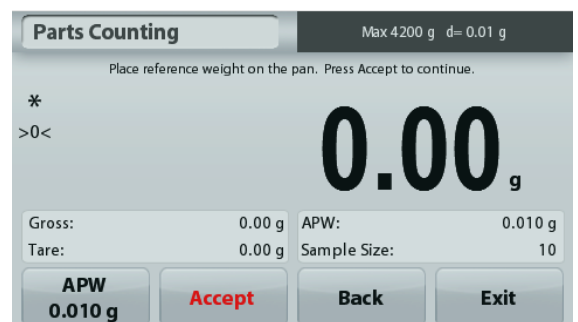 Parts Counting
Max 4200 g d= 0.01 g
Place reference weight on the pan. Press Accept to continue.
*
>0<
0.00 g
Gross: 0.00 g APW: 0.010 g
Tare: 0.00 g Sample Size: 10
APW
0.010 g
Accept
Back
Exit